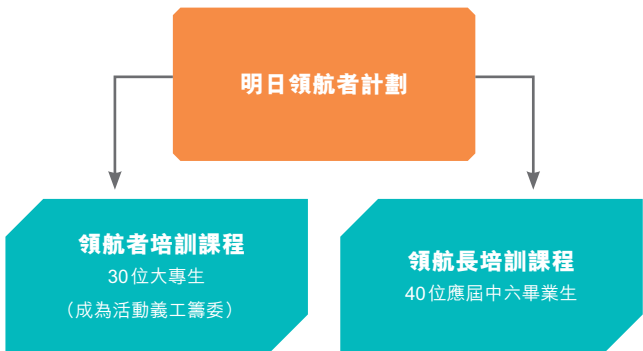 明日領航者計劃
領航者培訓課程
30位大專生
（成為活動義工籌委）
領航長培訓課程
40位應屆中六畢業生